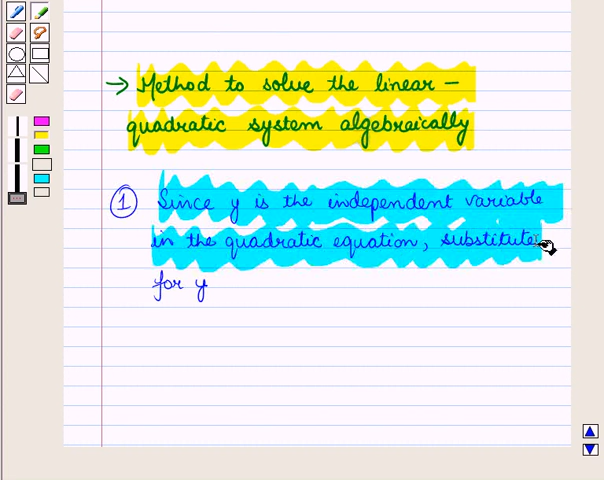 → Method to solve the linear –
quadratic system algebraically
① Since y is the independent variable
in the quadratic equation, substitute
for y